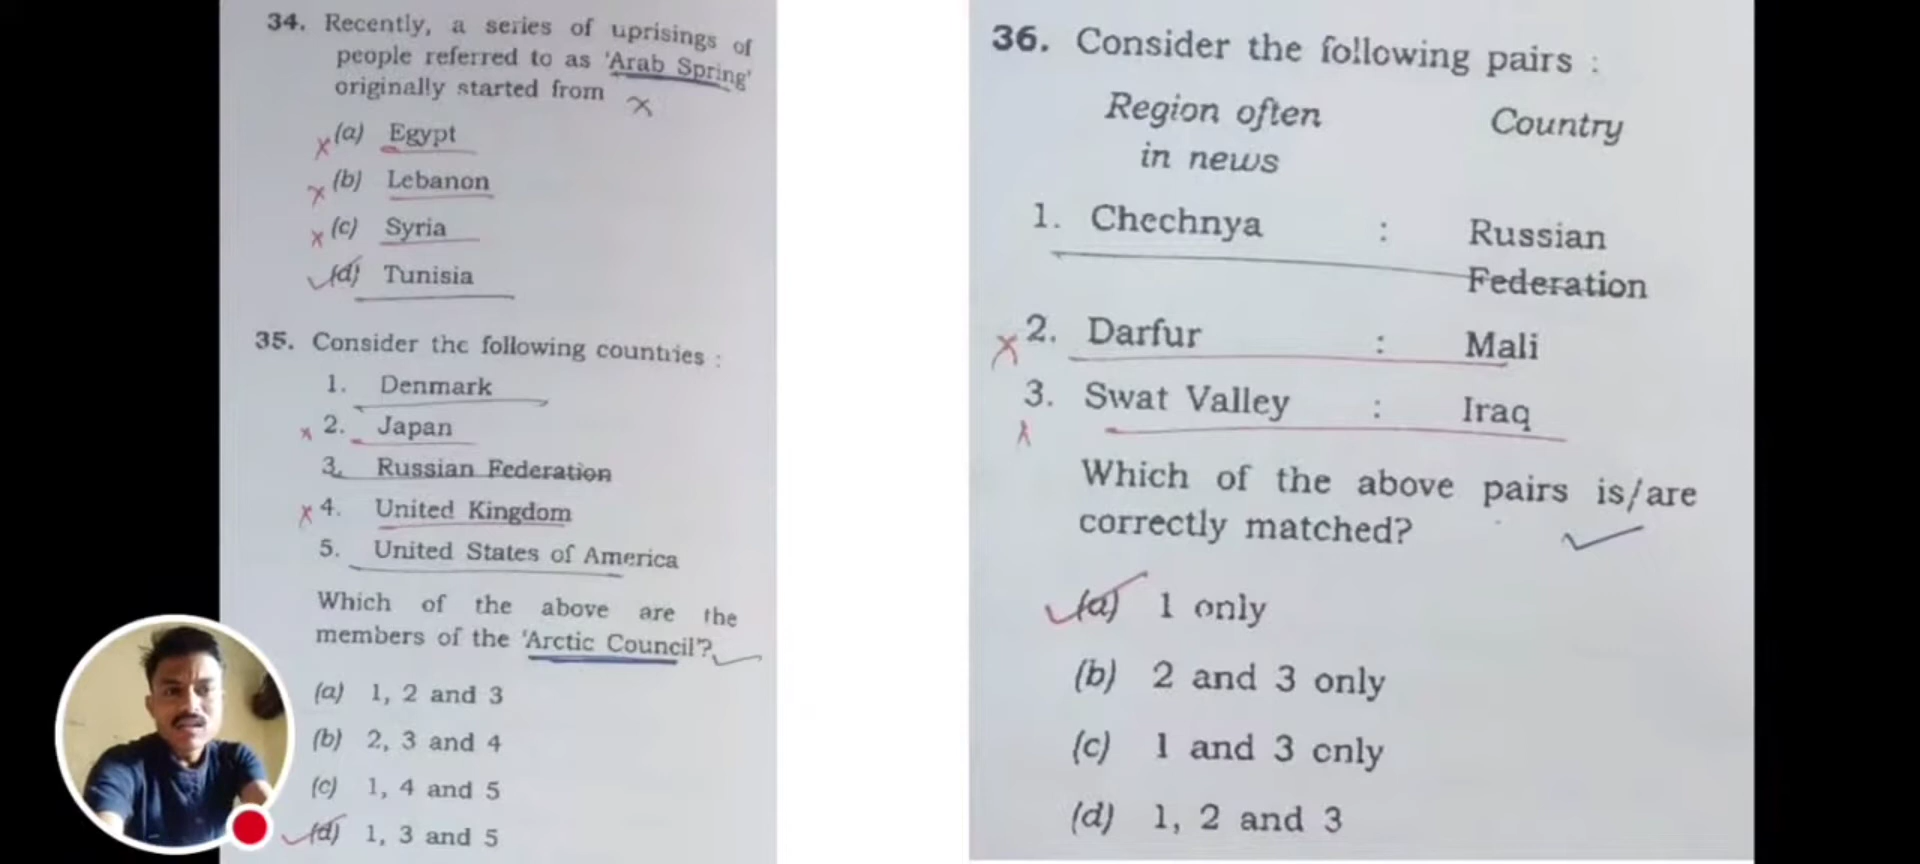 34. Recently, a series of uprisings of
people referred to as 'Arab Spring'
originally started from
(a) Egypt
(b) Lebanon
(c) Syria
(d) Tunisia
35. Consider the following countries :
1. Denmark
2. Japan
3. Russian Federation
4. United Kingdom
5. United States of America
Which of the above are the
members of the 'Arctic Council'?
(a) 1, 2 and 3
(b) 2, 3 and 4
(c) 1, 4 and 5
(d) 1, 3 and 5
36. Consider the following pairs :
Region often Country
in news
1. Chechnya : Russian
Federation
2. Darfur : Mali
3. Swat Valley : Iraq
Which of the above pairs is/are
correctly matched?
(a) 1 only
(b) 2 and 3 only
(c) 1 and 3 only
(d) 1, 2 and 3